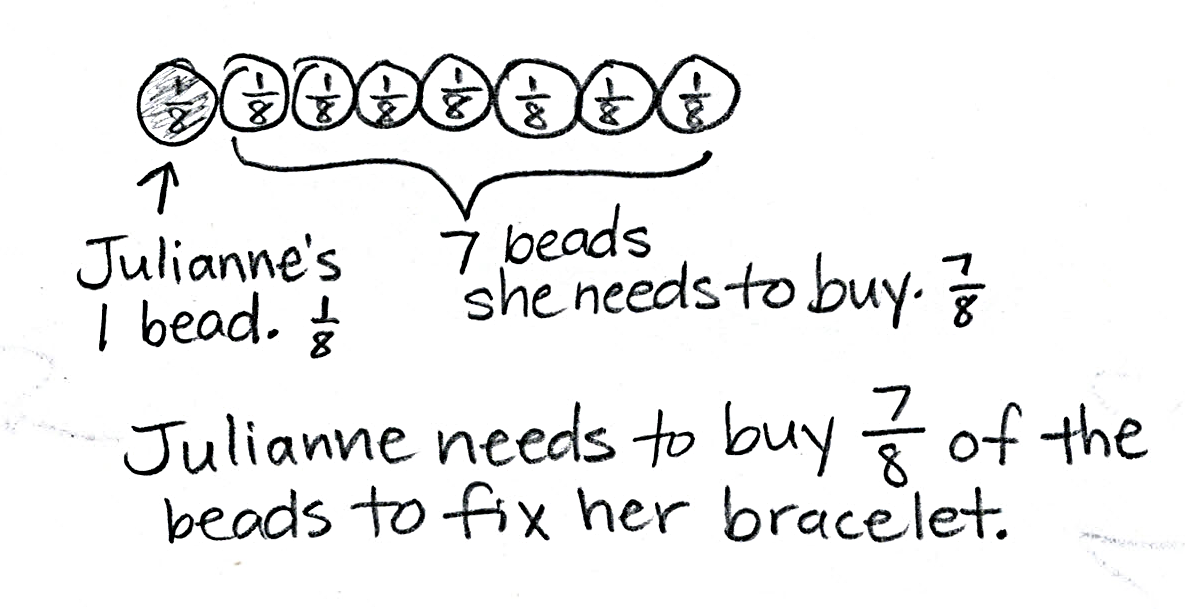 1/8 1/8 1/8 1/8 1/8 1/8 1/8 1/8
Julianne's
1 bead. 1/8
7 beads
she needs to buy. 7/8
Julianne needs to buy 7/8 of the
beads to fix her bracelet.